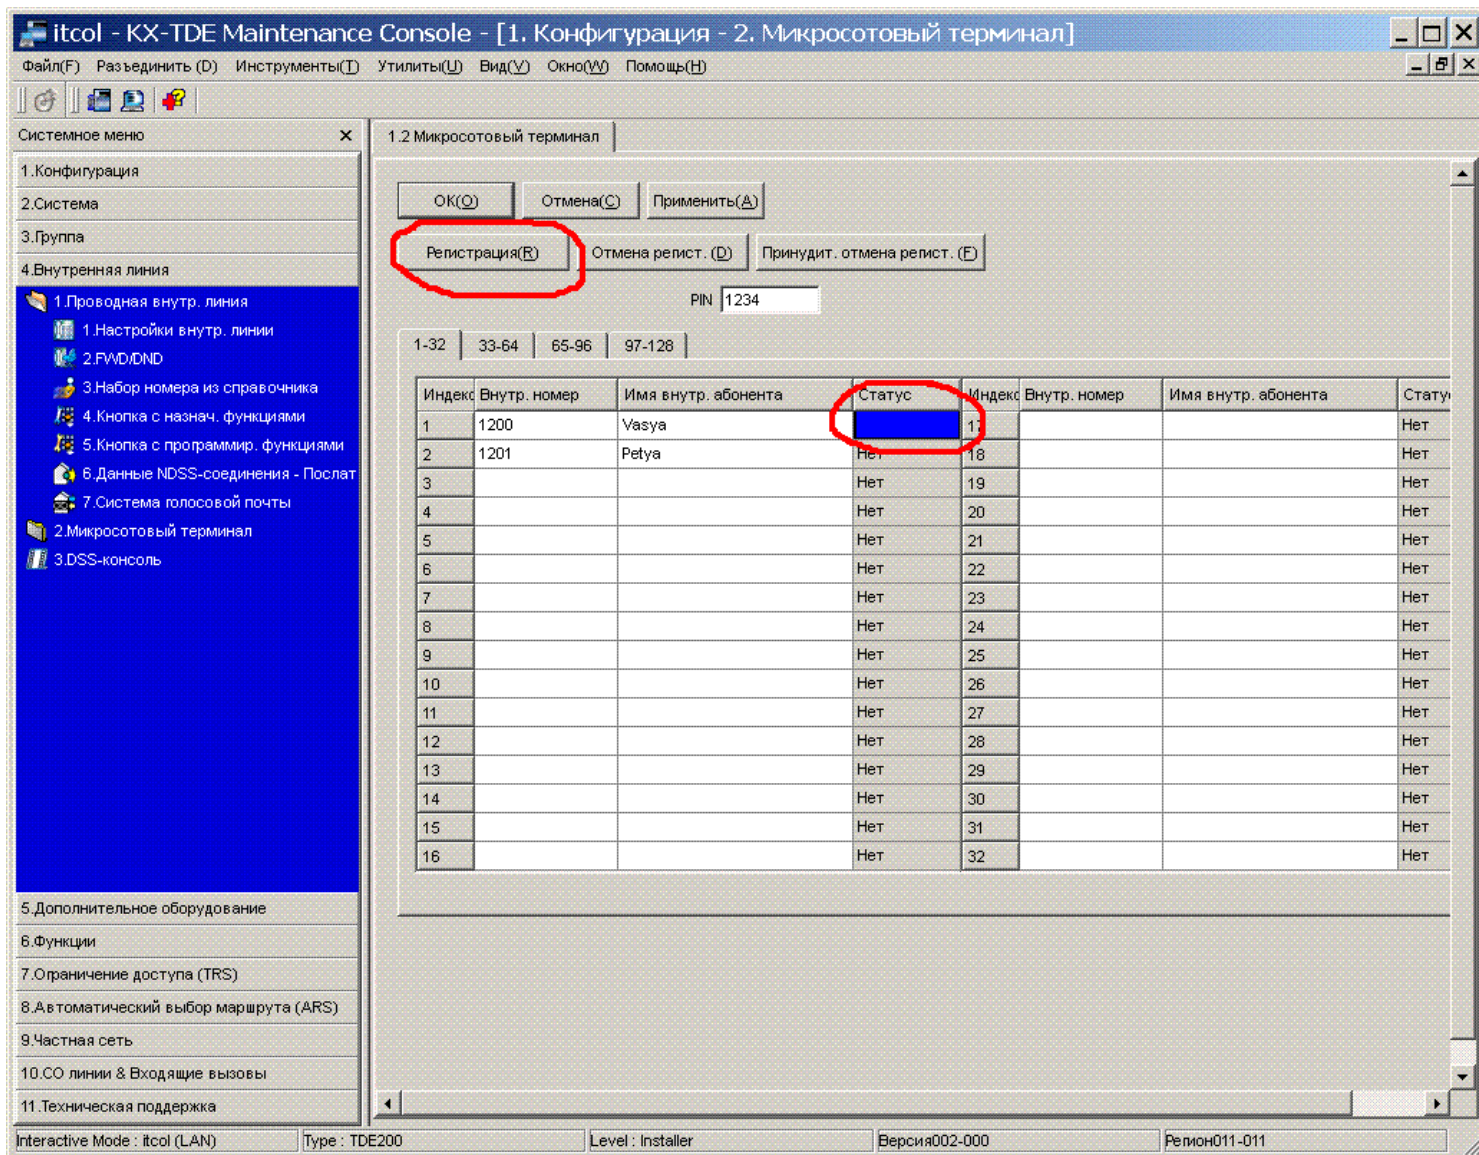 itcol - KX-TDE Maintenance Console - [1. Конфигурация - 2. Микросотовый терминал]
Файл(F) Разъединить (D) Инструменты(T) Утилиты(U) Вид(V) Окно(W) Помощь(H)
Системное меню
1.Конфигурация
2.Система
3.Группа
4.Внутренняя линия
1.Проводная внутр. линия
1.Настройки внутр. линии
2.FWD/DND
3.Набор номера из справочника
4.Кнопка с назнач. функциями
5.Кнопка с программир. функциями
6.Данные NDSS-соединения - Послат
7.Система голосовой почты
2.Микросотовый терминал
3.DSS-консоль
5.Дополнительное оборудование
6.Функции
7.Ограничение доступа (TRS)
8.Автоматический выбор маршрута (ARS)
9.Частная сеть
10.CO линии & Входящие вызовы
11.Техническая поддержка
1.2 Микросотовый терминал
OK(O) Отмена(C) Применить(A)
Регистрация(R) Отмена регист. (D) Принудит. отмена регист. (F)
PIN 1234
1-32 33-64 65-96 97-128
Индекс Внутр. номер Имя внутр. абонента Статус Индекс Внутр. номер Имя внутр. абонента Статус
1 1200 Vasya 17 Нет
2 1201 Petya Нет 18 Нет
3 Нет 19 Нет
4 Нет 20 Нет
5 Нет 21 Нет
6 Нет 22 Нет
7 Нет 23 Нет
8 Нет 24 Нет
9 Нет 25 Нет
10 Нет 26 Нет
11 Нет 27 Нет
12 Нет 28 Нет
13 Нет 29 Нет
14 Нет 30 Нет
15 Нет 31 Нет
16 Нет 32 Нет
Interactive Mode : itcol (LAN) Type : TDE200 Level : Installer Версия002-000 Регион011-011